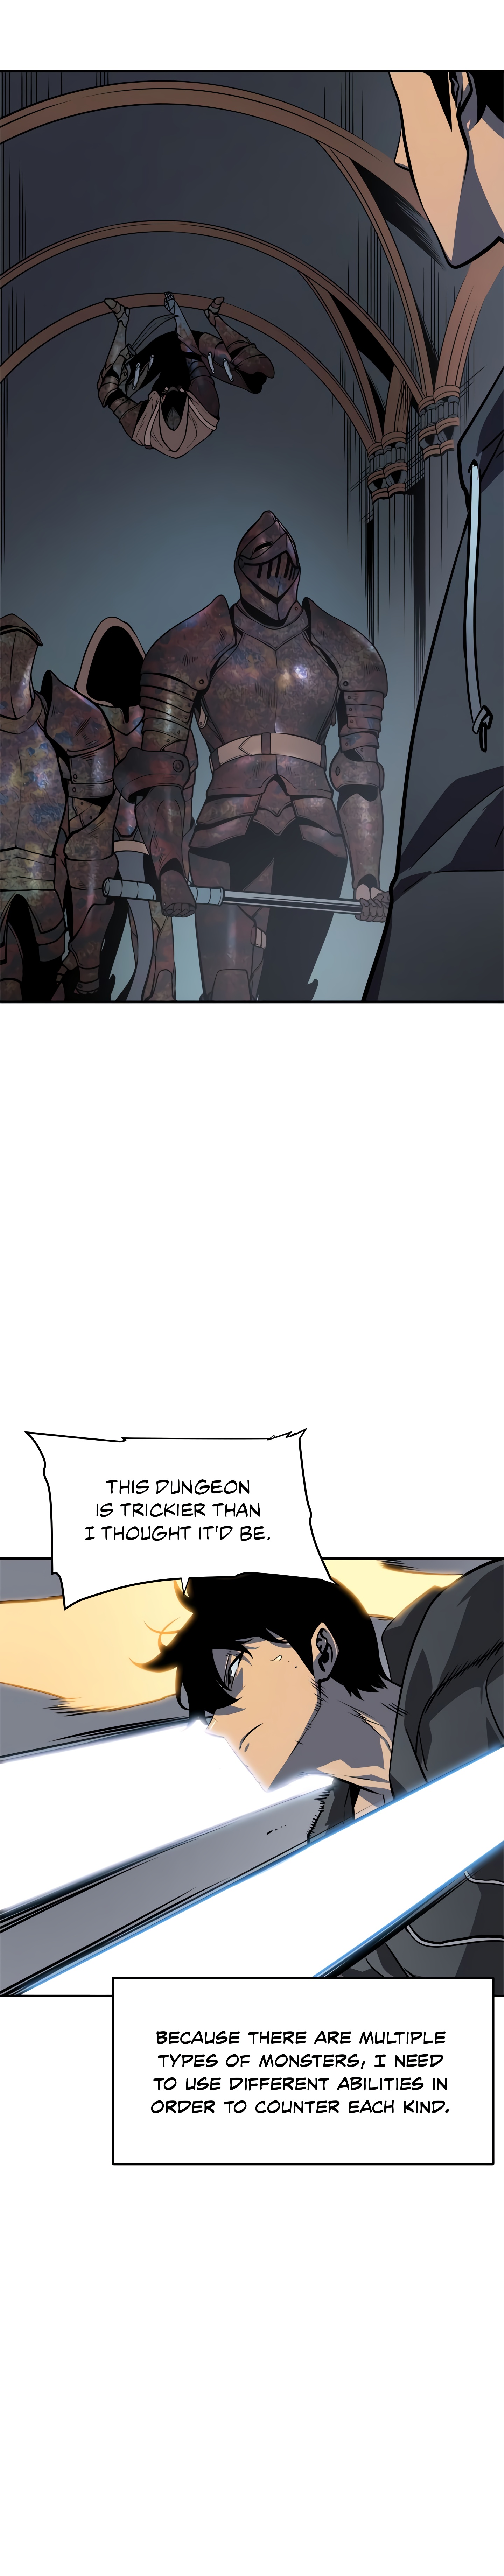 THIS DUNGEON
IS TRICKIER THAN
I THOUGHT IT'D BE.
BECAUSE THERE ARE MULTIPLE
TYPES OF MONSTERS, I NEED
TO USE DIFFERENT ABILITIES IN
ORDER TO COUNTER EACH KIND.